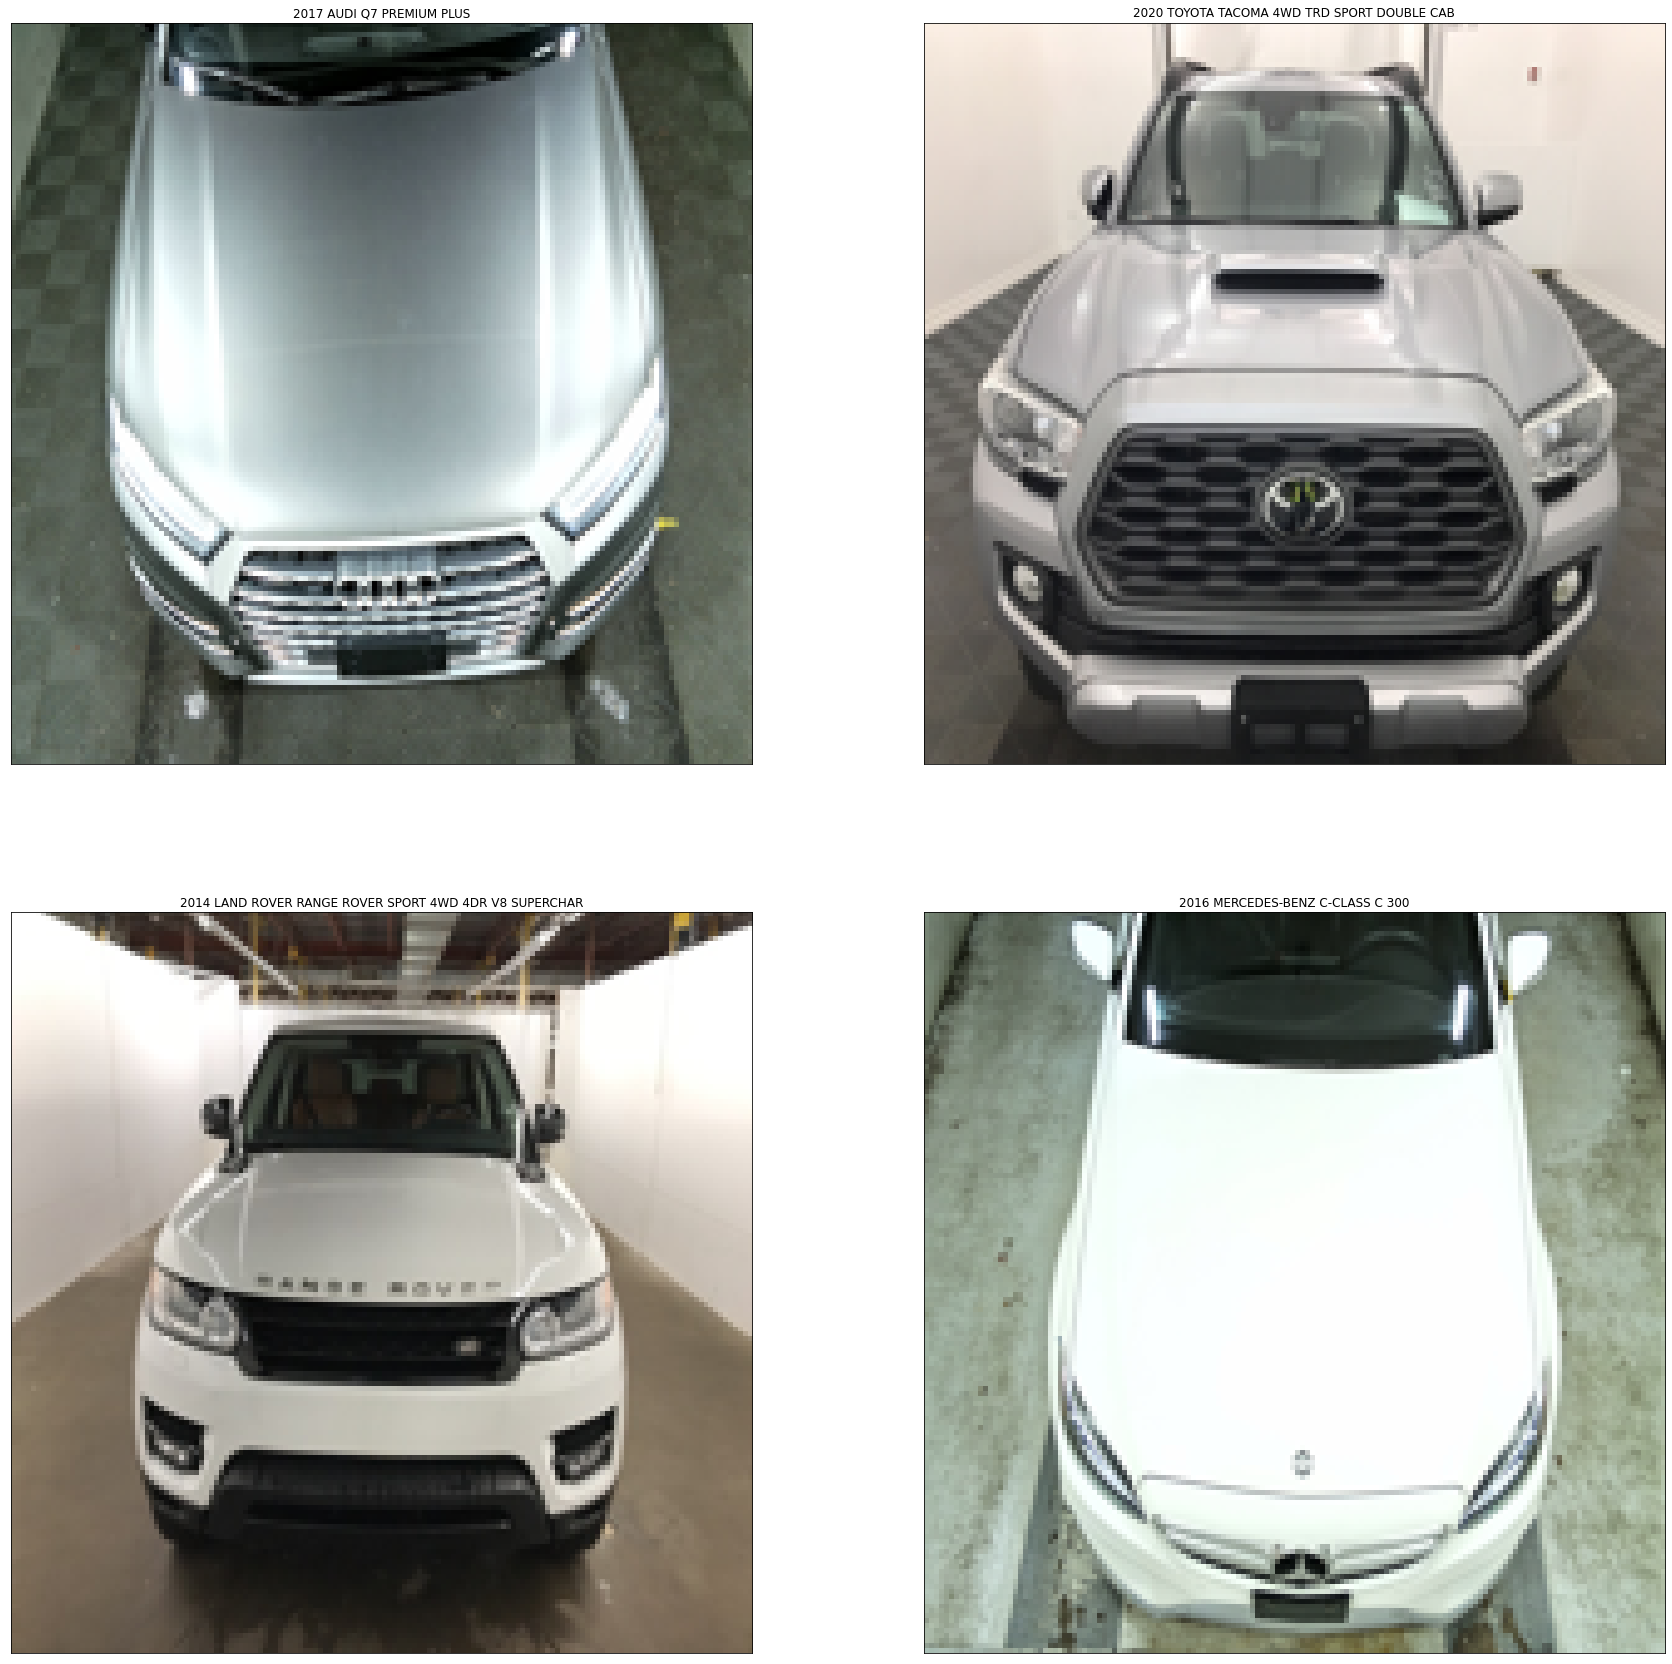 2017 AUDI Q7 PREMIUM PLUS
2020 TOYOTA TACOMA 4WD TRD SPORT DOUBLE CAB
2014 LAND ROVER RANGE ROVER SPORT 4WD 4DR V8 SUPERCHAR
RANGE ROVER
2016 MERCEDES-BENZ C-CLASS C 300